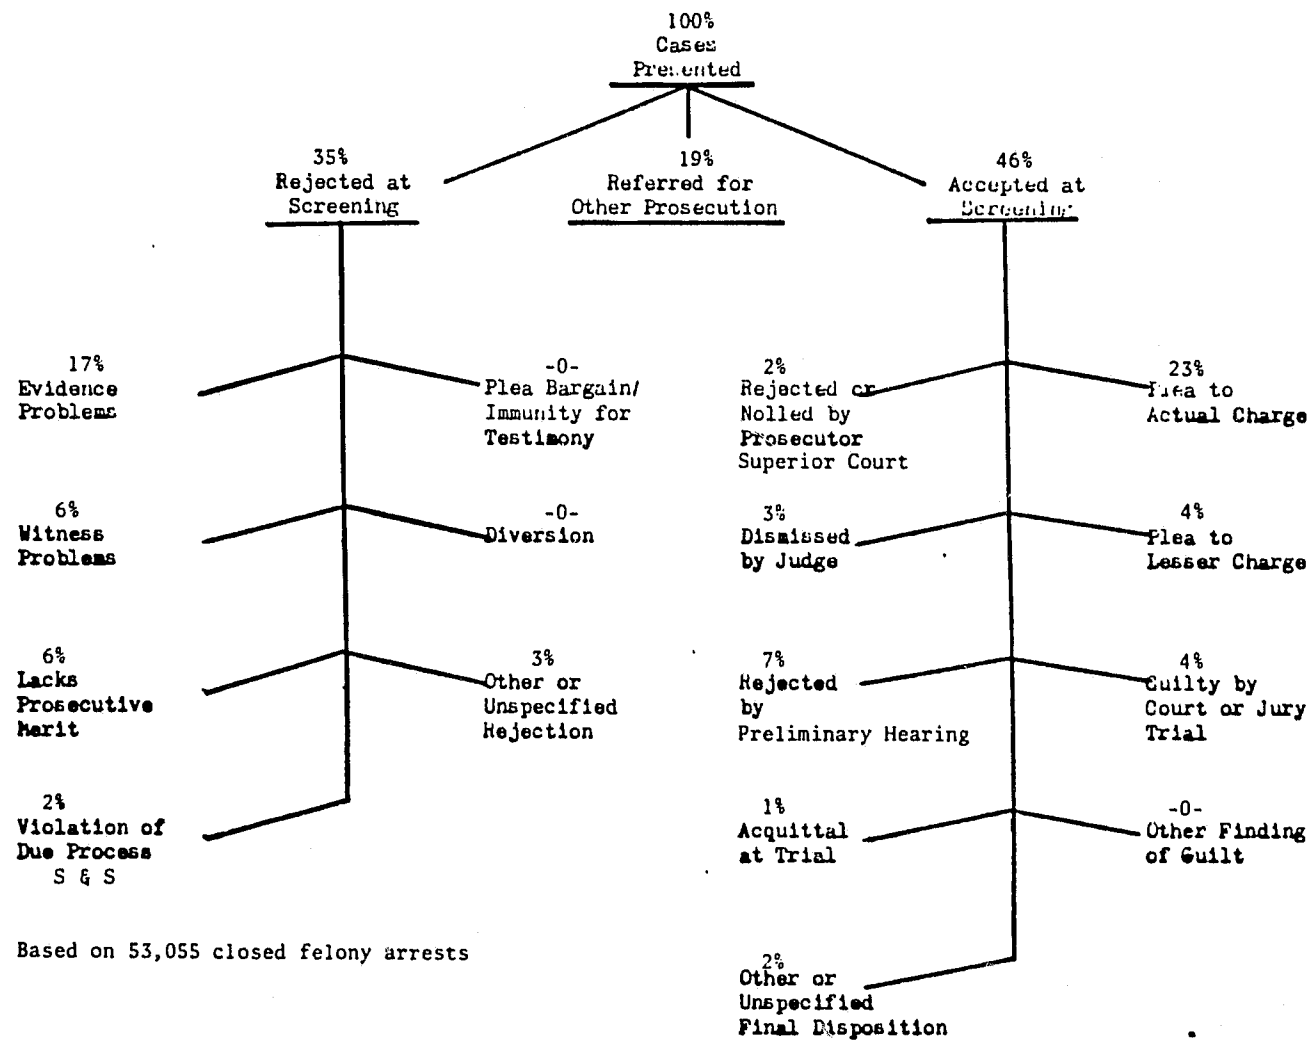 100%
Cases
Presented
35%
Rejected at
Screening
19%
Referred for
Other Prosecution
46%
Accepted at
Screening
17%
Evidence
Problems
-0-
Plea Bargain/
Immunity for
Testimony
2%
Rejected or
Nolled by
Prosecutor
Superior Court
23%
Plea to
Actual Charge
6%
Witness
Problems
-0-
Diversion
3%
Dismissed
by Judge
4%
Plea to
Lesser Charge
6%
Lacks
Prosecutive
Merit
3%
Other or
Unspecified
Rejection
7%
Rejected
by
Preliminary Hearing
4%
Guilty by
Court or Jury
Trial
2%
Violation of
Due Process
S & S
1%
Acquittal
at Trial
-0-
Other Finding
of Guilt
Based on 53,055 closed felony arrests
2%
Other or
Unspecified
Final Disposition